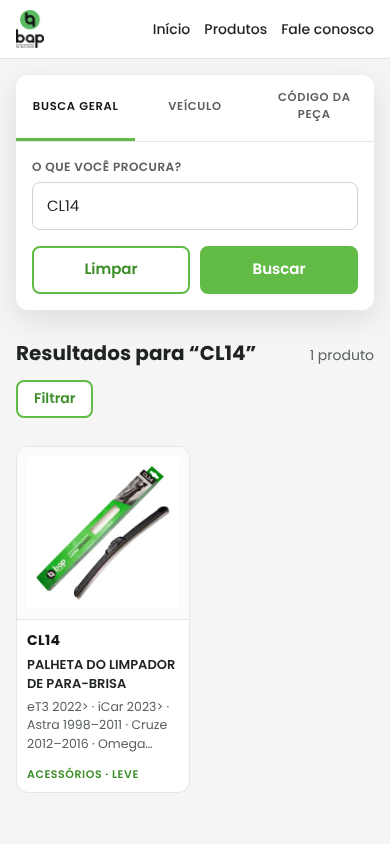 bap
Início Produtos Fale conosco
BUSCA GERAL
VEÍCULO
CÓDIGO DA
PEÇA
O QUE VOCÊ PROCURA?
CL14
Limpar
Buscar
Resultados para “CL14”
1 produto
Filtrar
bap
CL14
PALHETA DO LIMPADOR
DE PARA-BRISA
eT3 2022> · iCar 2023> ·
Astra 1998–2011 · Cruze
2012–2016 · Omega…
ACESSÓRIOS · LEVE